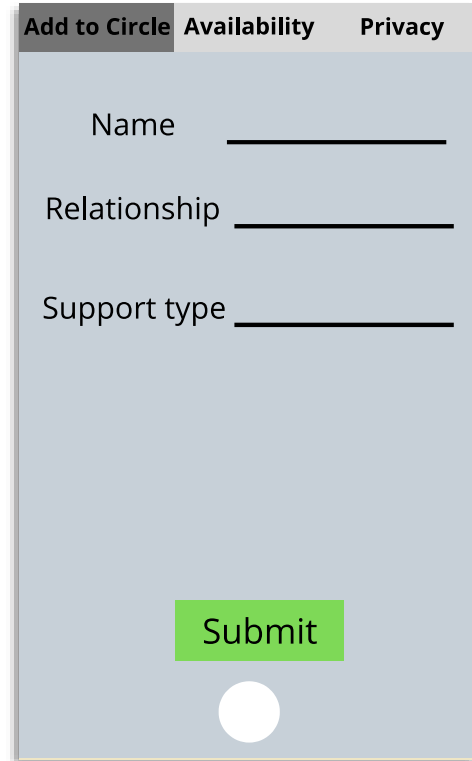 Add to Circle Availability Privacy
Name
Relationship
Support type
Submit